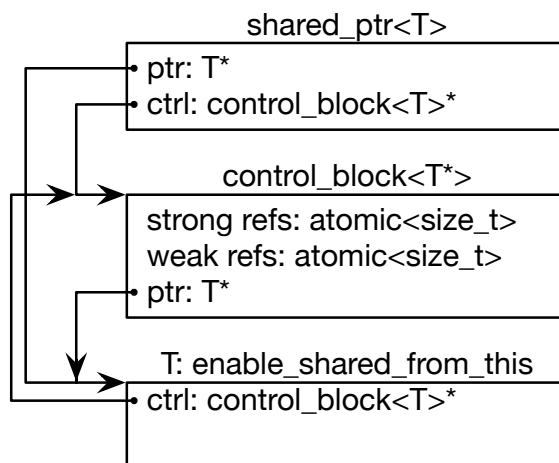 shared_ptr<T>
ptr: T*
ctrl: control_block<T>*
control_block<T*>
strong refs: atomic<size_t>
weak refs: atomic<size_t>
ptr: T*
T: enable_shared_from_this
ctrl: control_block<T>*